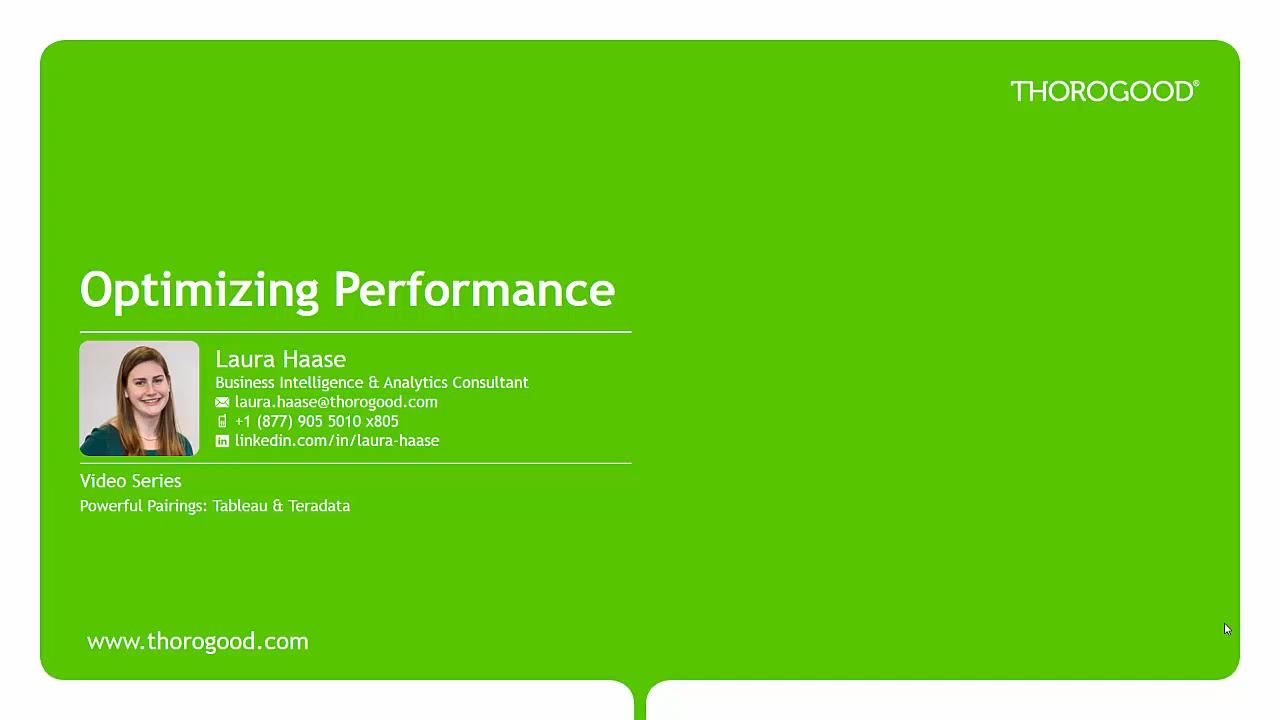 THOROGOOD®
Optimizing Performance
Laura Haase
Business Intelligence & Analytics Consultant
laura.haase@thorogood.com
+1 (877) 905 5010 x805
in linkedin.com/in/laura-haase
Video Series
Powerful Pairings: Tableau & Teradata
www.thorogood.com